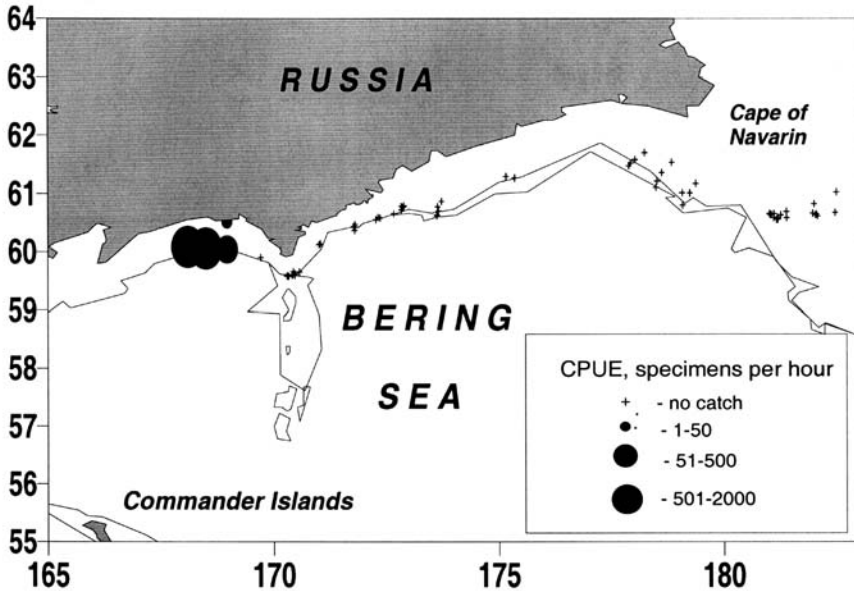 64
63
62
61
60
59
58
57
56
55
165
170
175
180
RUSSIA
Cape of
Navarin
BERING
SEA
Commander Islands
CPUE, specimens per hour
+ - no catch
- 1-50
- 51-500
- 501-2000